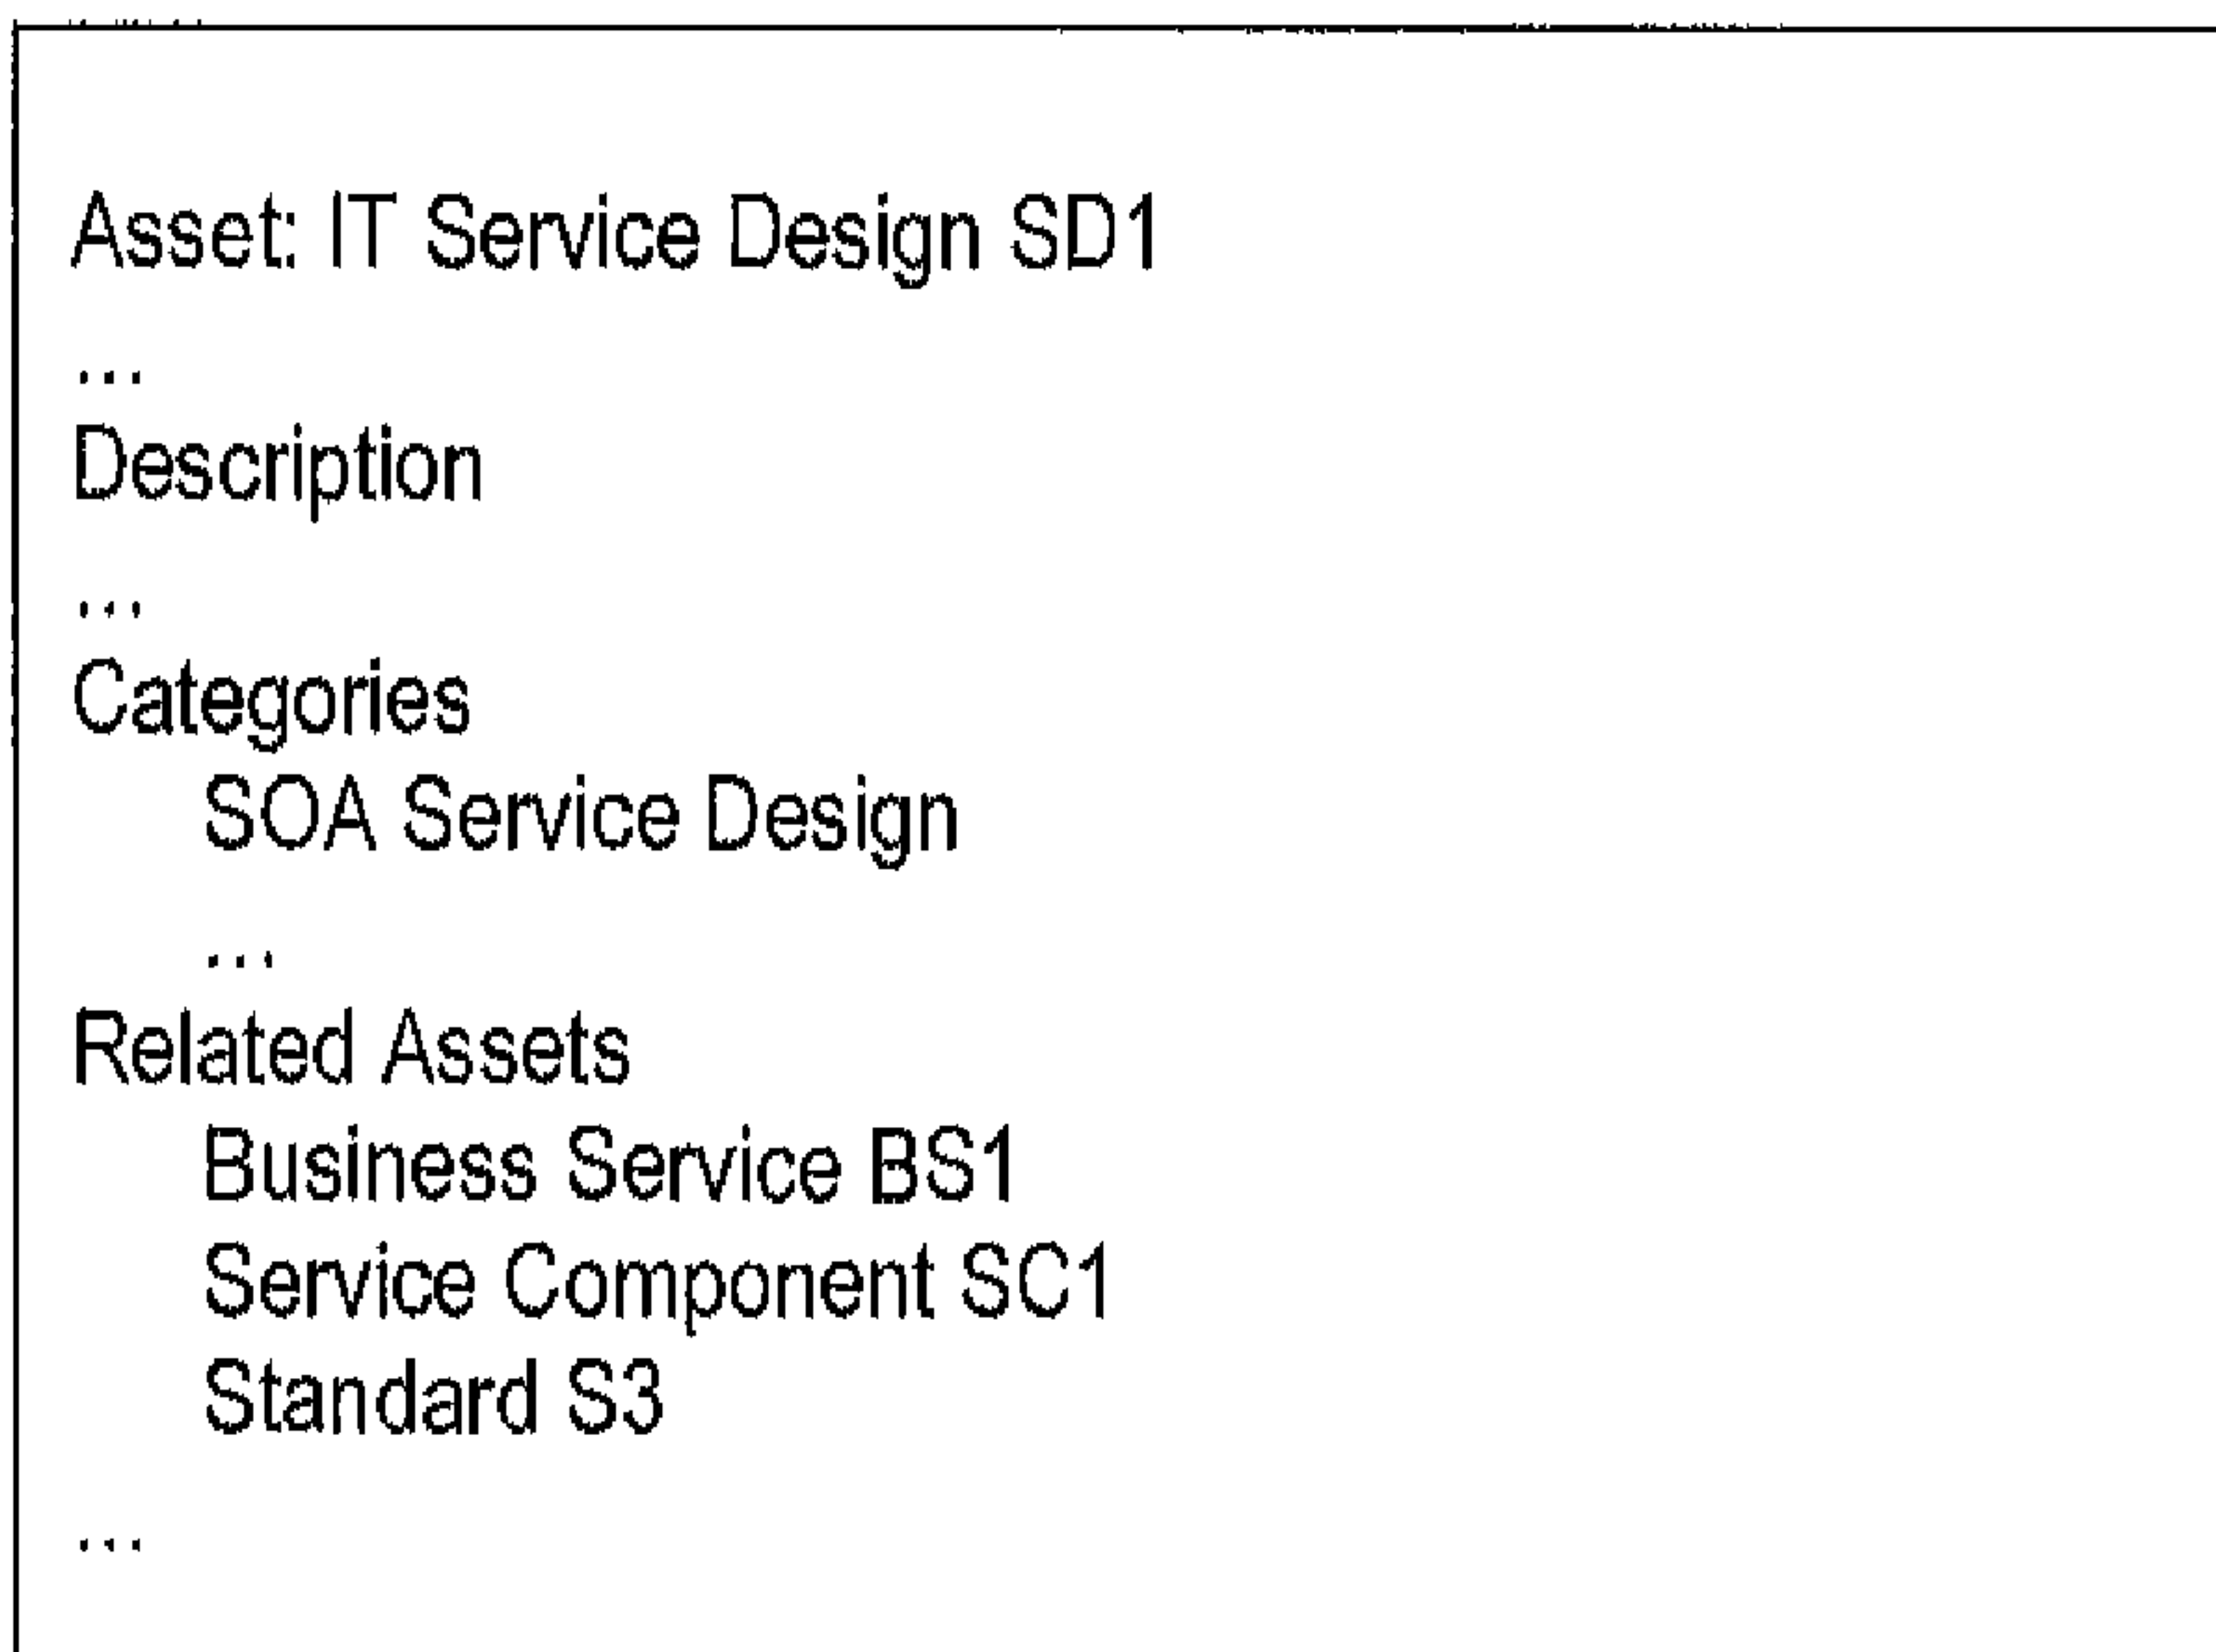 Asset: IT Service Design SD1
...
Description
...
Categories
SOA Service Design
...
Related Assets
Business Service BS1
Service Component SC1
Standard S3
...